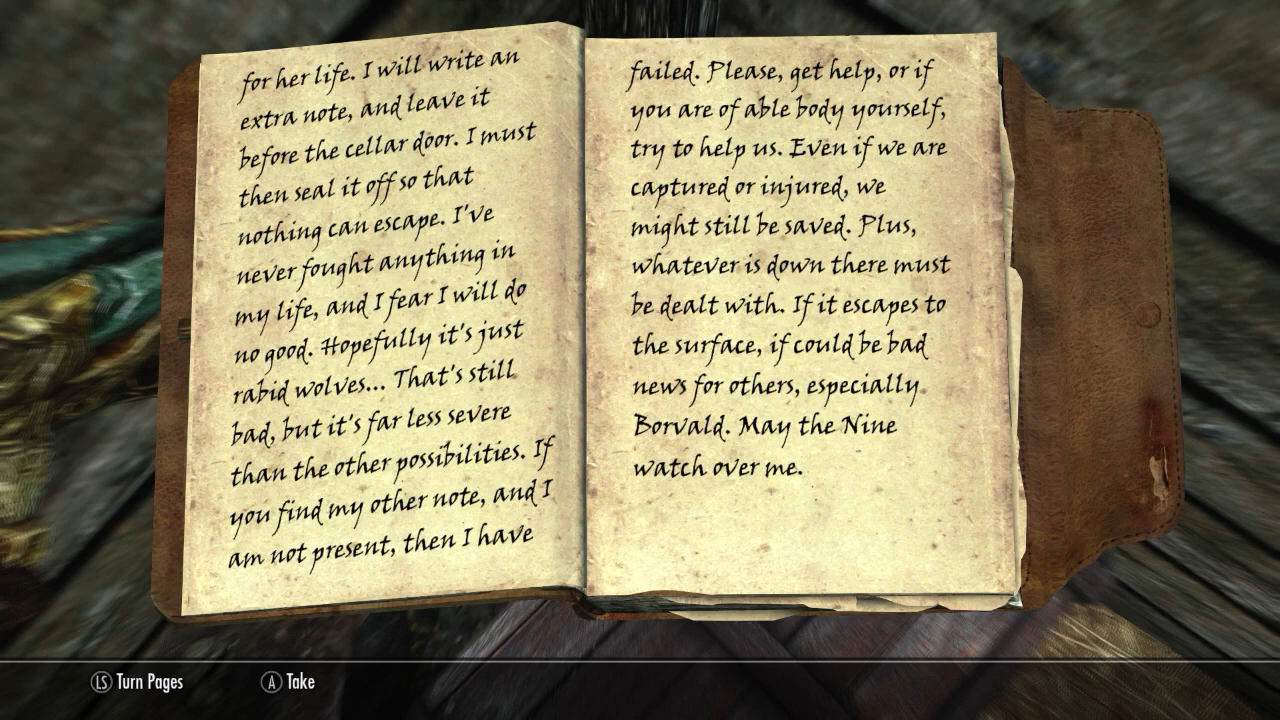 for her life. I will write an
extra note, and leave it
before the cellar door. I must
then seal it off so that
nothing can escape. I've
never fought anything in
my life, and I fear I will do
no good. Hopefully it's just
rabid wolves... That's still
bad, but it's far less severe
than the other possibilities. If
you find my other note, and I
am not present, then I have
failed. Please, get help, or if
you are of able body yourself,
try to help us. Even if we are
captured or injured, we
might still be saved. Plus,
whatever is down there must
be dealt with. If it escapes to
the surface, if could be bad
news for others, especially
Borvald. May the Nine
watch over me.
LS Turn Pages
A Take